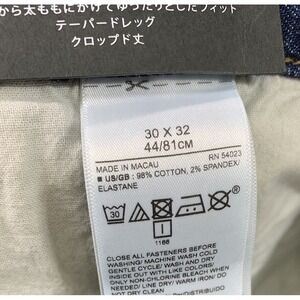 から太ももにかけてゆったりとしたフィット
テーパードレッグ
クロップド丈
30 X 32
44/81CM
MADE IN MACAU RN 54023
■ US/GB: 98% COTTON, 2% SPANDEX/
ELASTANE
30
I
1166
CLOSE ALL FASTENERS BEFORE
WASHING/ MACHINE WASH COLD
GENTLE CYCLE/ WASH AND DRY
INSIDE OUT WITH LIKE COLORS/
ONLY NON-CHLORINE BLEACH WHEN
NEEDED/ LINE DRY/ WARM IRON/ DO
NOT DRY
DISTRIBUIDO